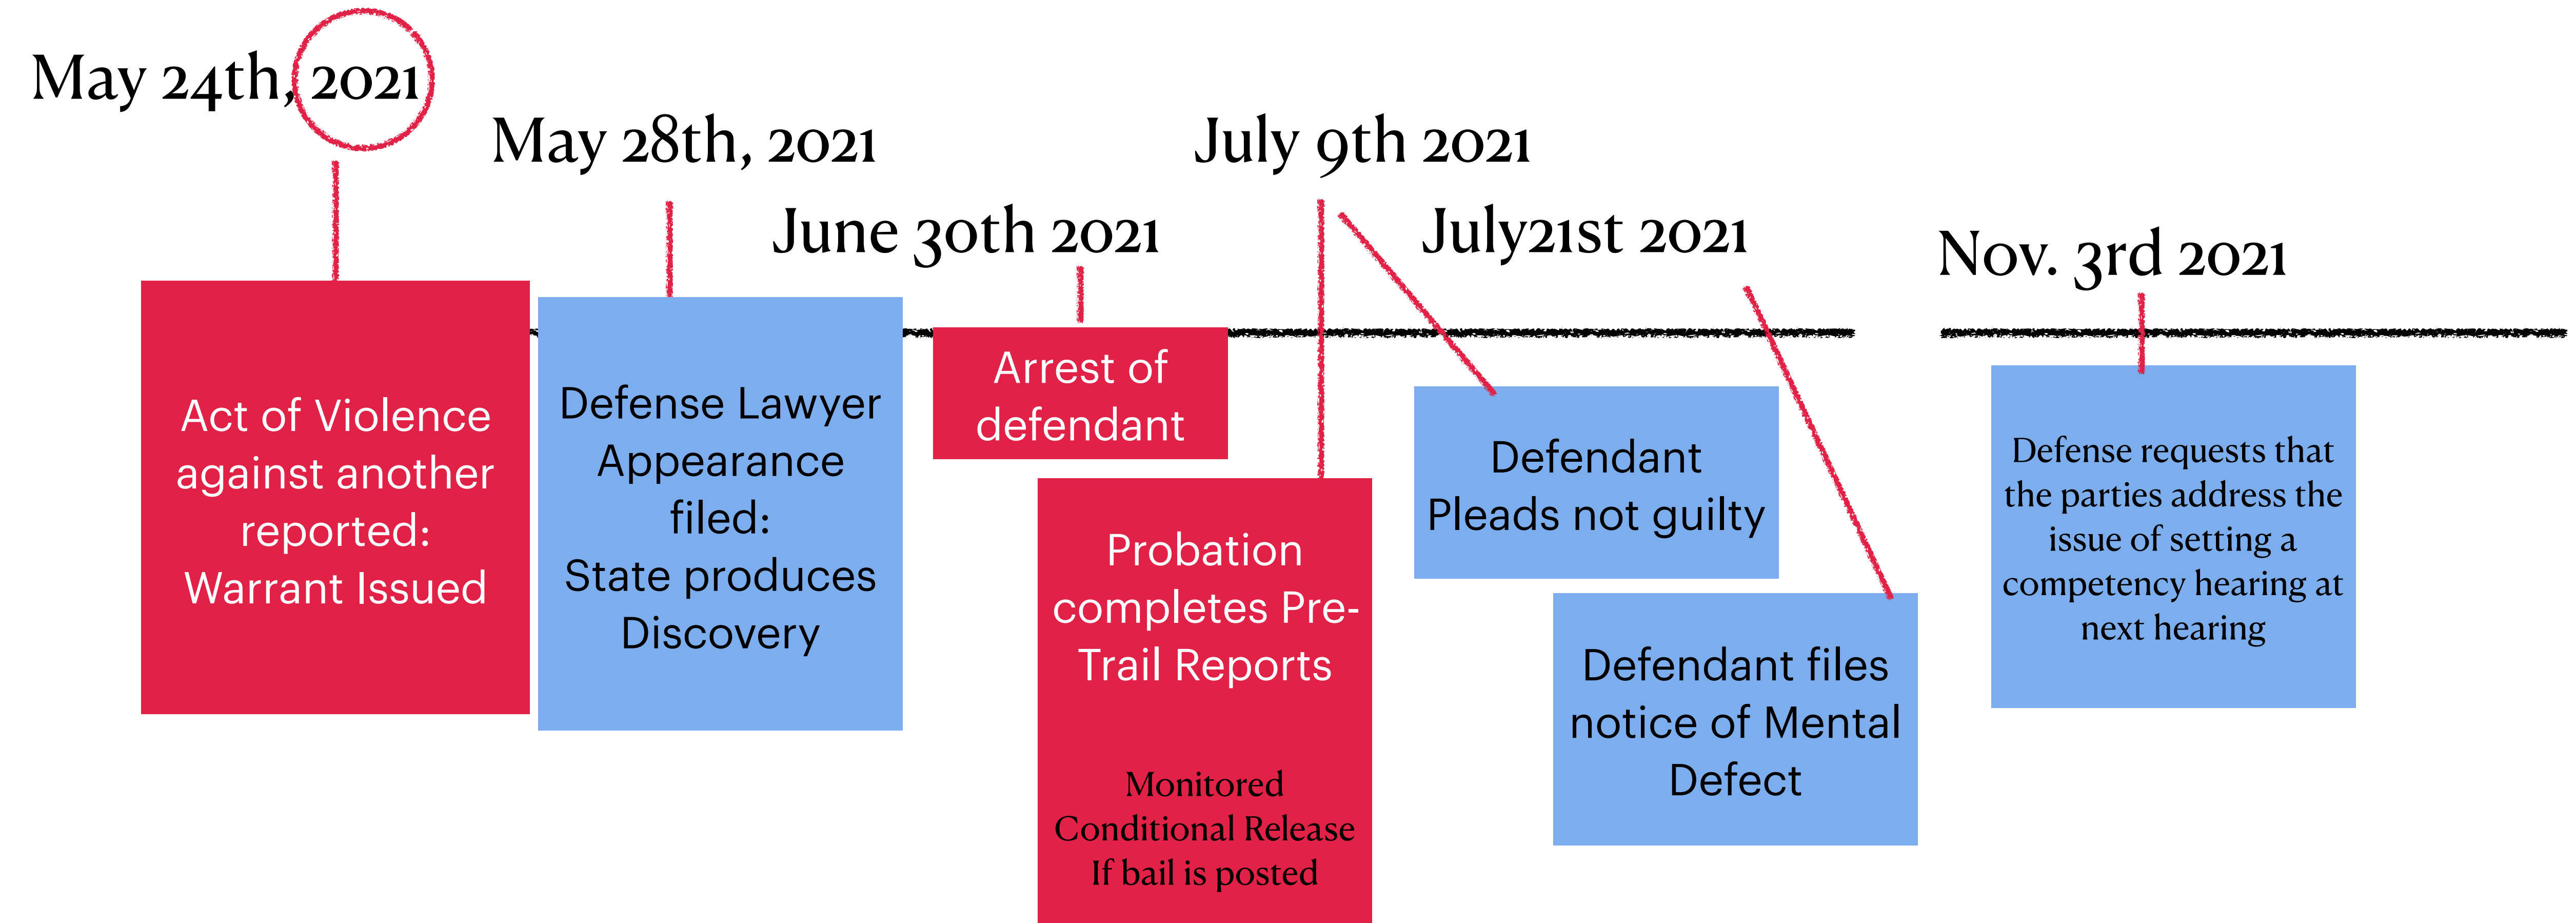 May 24th, 2021
May 28th, 2021
June 30th 2021
July 9th 2021
July21st 2021
Nov. 3rd 2021
Act of Violence
against another
reported:
Warrant Issued
Defense Lawyer
Appearance
filed:
State produces
Discovery
Arrest of
defendant
Probation
completes Pre-
Trail Reports
Monitored
Conditional Release
If bail is posted
Defendant
Pleads not guilty
Defendant files
notice of Mental
Defect
Defense requests that
the parties address the
issue of setting a
competency hearing at
next hearing